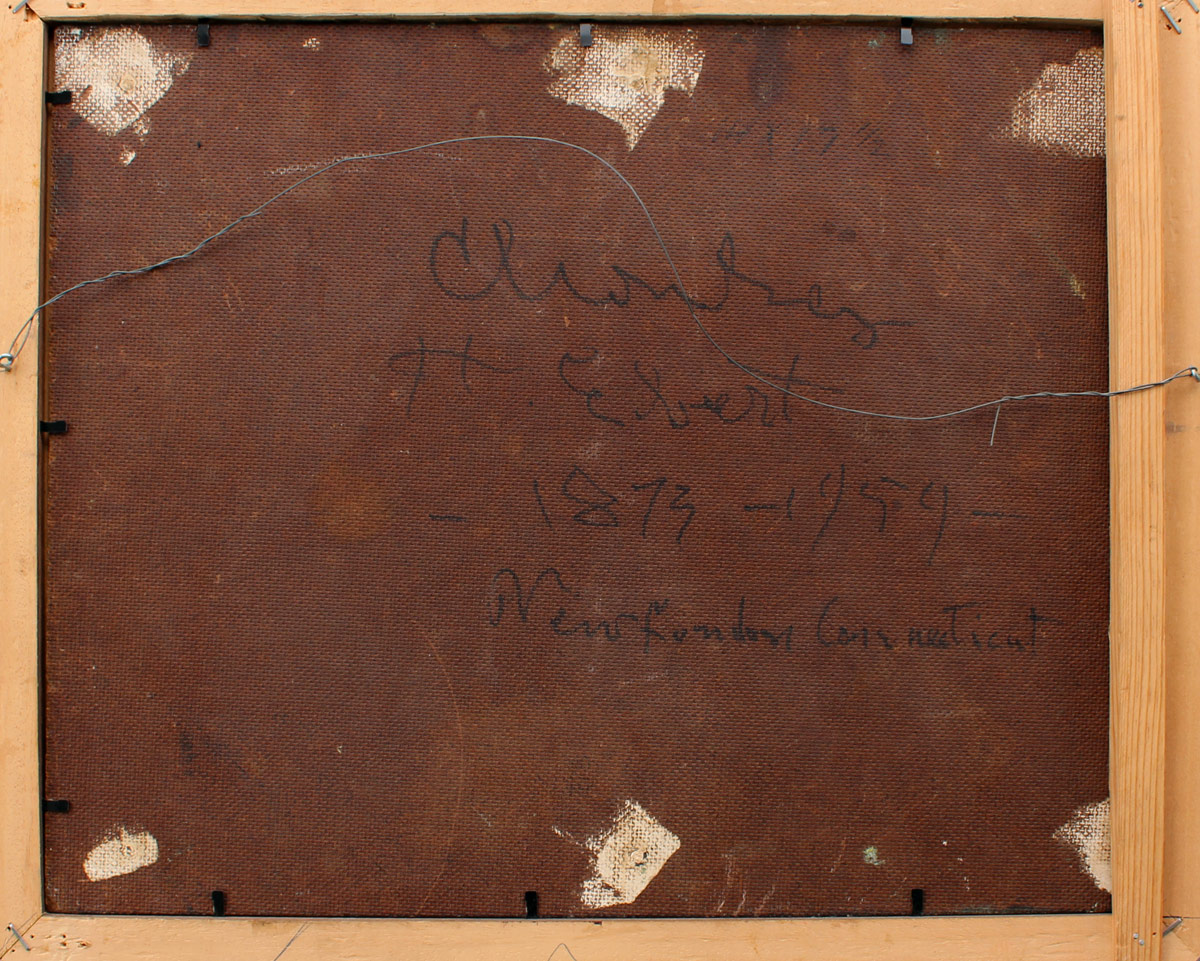 Charles
H. Ebert
- 1873 - 1959 -
New London Connecticut